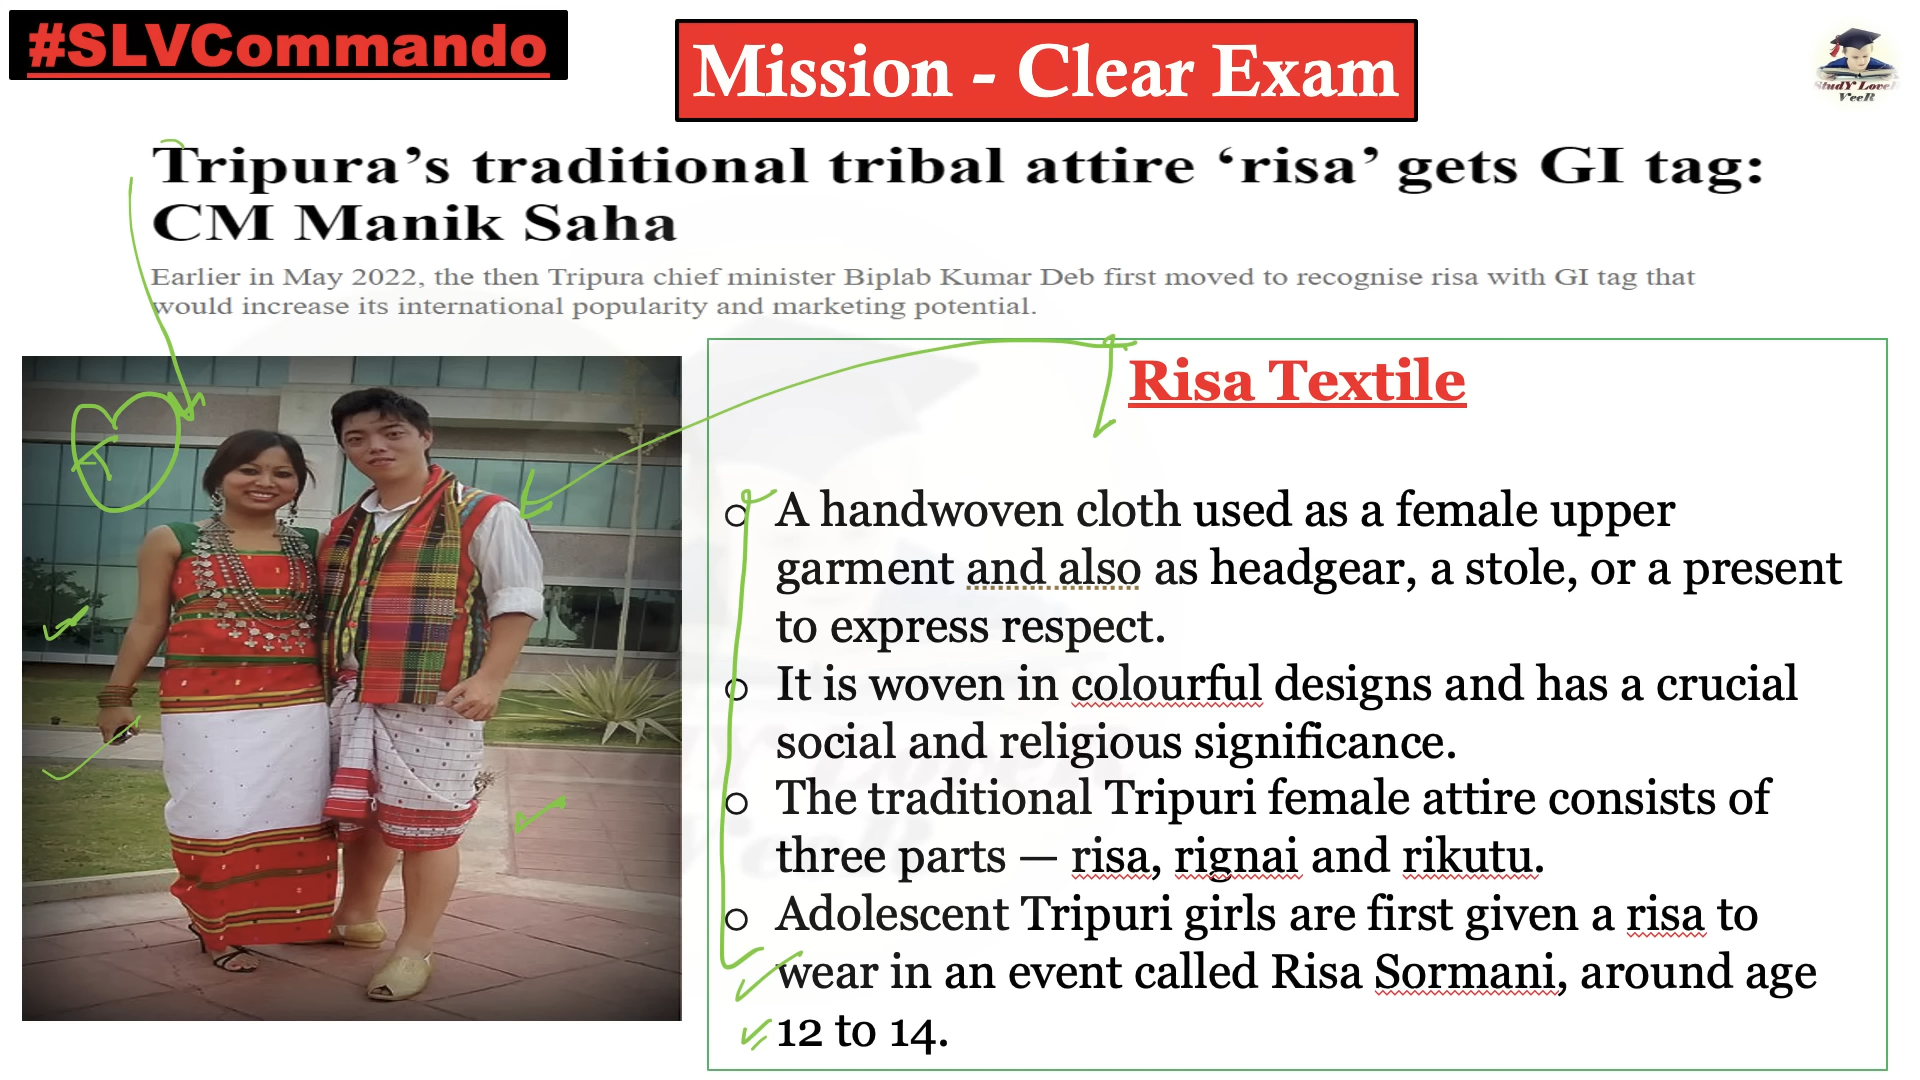 #SLVCommando
Mission - Clear Exam
StudY LoveR
VeeR
Tripura’s traditional tribal attire ‘risa’ gets GI tag:
CM Manik Saha
Earlier in May 2022, the then Tripura chief minister Biplab Kumar Deb first moved to recognise risa with GI tag that
would increase its international popularity and marketing potential.
Risa Textile
A handwoven cloth used as a female upper
garment and also as headgear, a stole, or a present
to express respect.
It is woven in colourful designs and has a crucial
social and religious significance.
The traditional Tripuri female attire consists of
three parts — risa, rignai and rikutu.
Adolescent Tripuri girls are first given a risa to
wear in an event called Risa Sormani, around age
12 to 14.